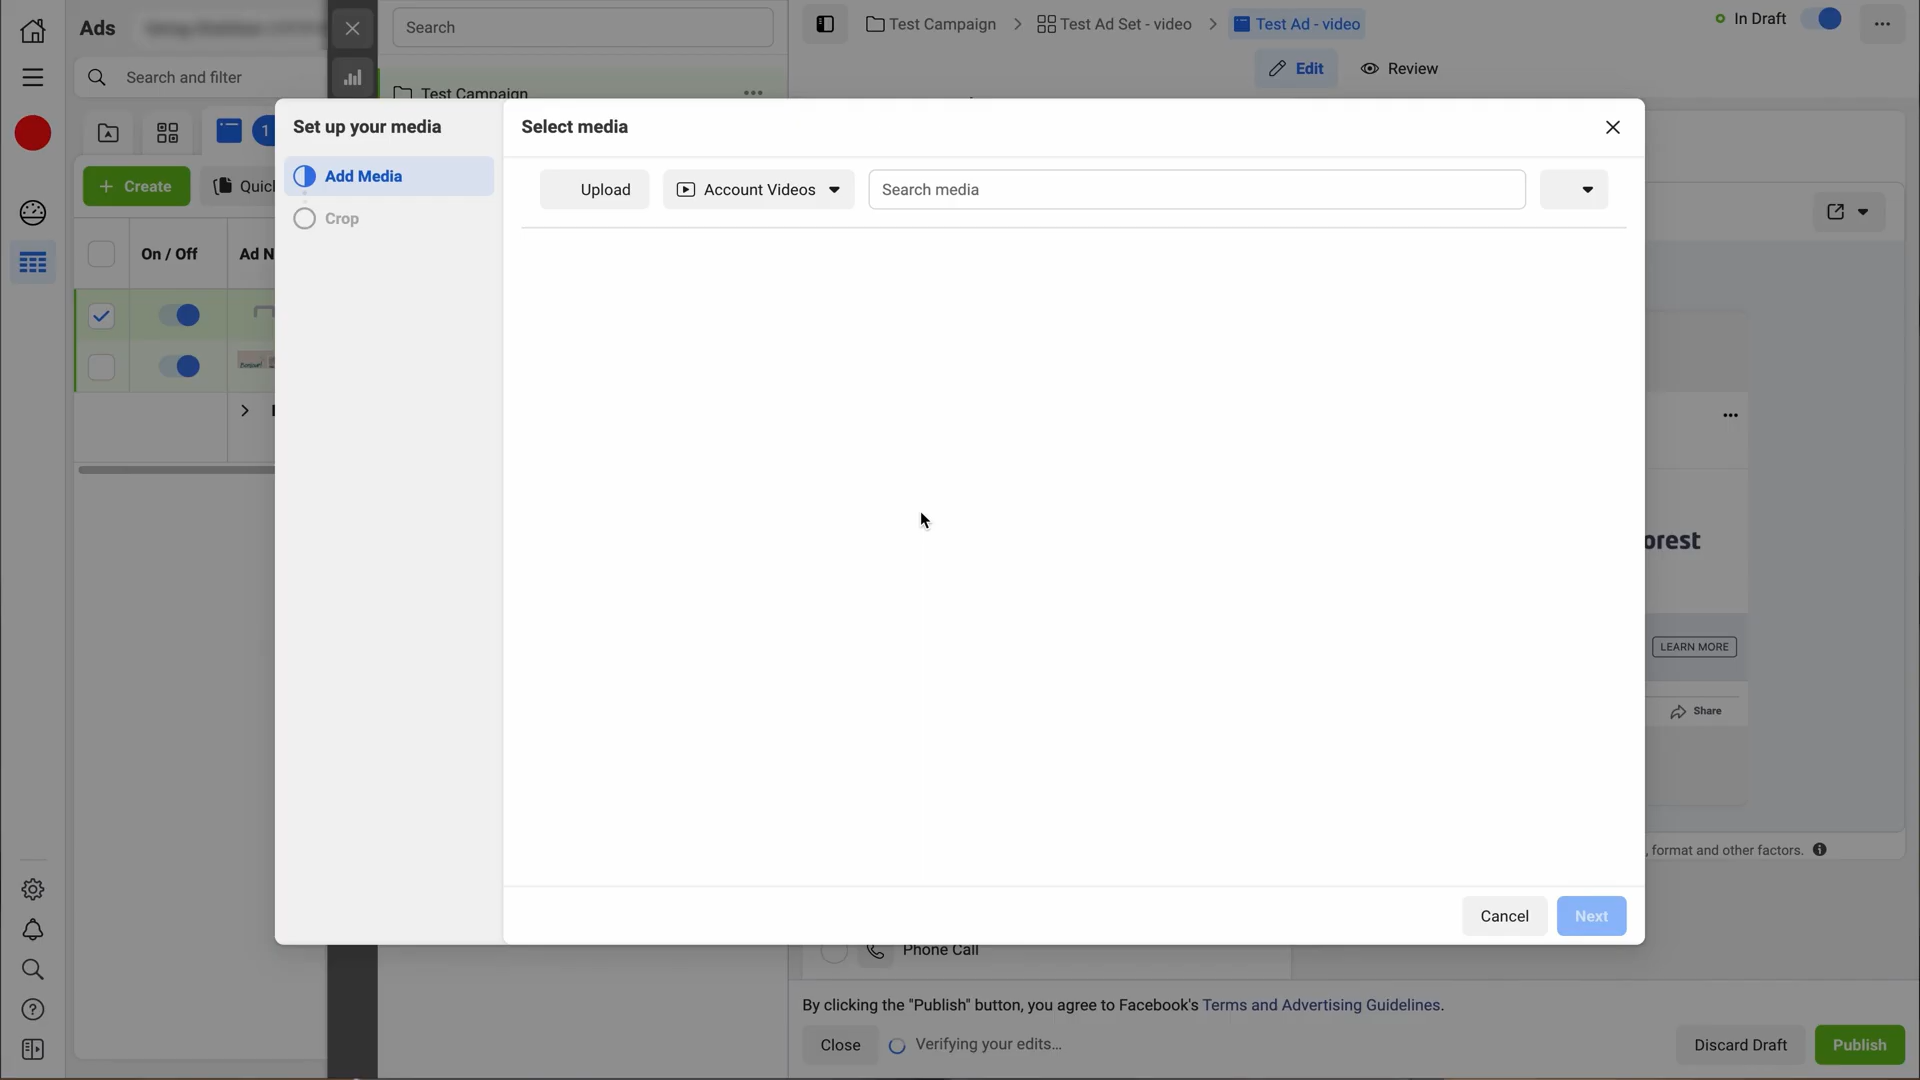 Ads
Search
Test Campaign
Test Ad Set - video
Test Ad - video
In Draft
Search and filter
Edit
Review
Test Campaign
1
Create
Quic
On / Off
Ad N
Set up your media
Add Media
Crop
Select media
Upload
Account Videos
Search media
orest
LEARN MORE
Share
, format and other factors.
Cancel
Next
Phone Call
By clicking the "Publish" button, you agree to Facebook's Terms and Advertising Guidelines.
Close
Verifying your edits...
Discard Draft
Publish